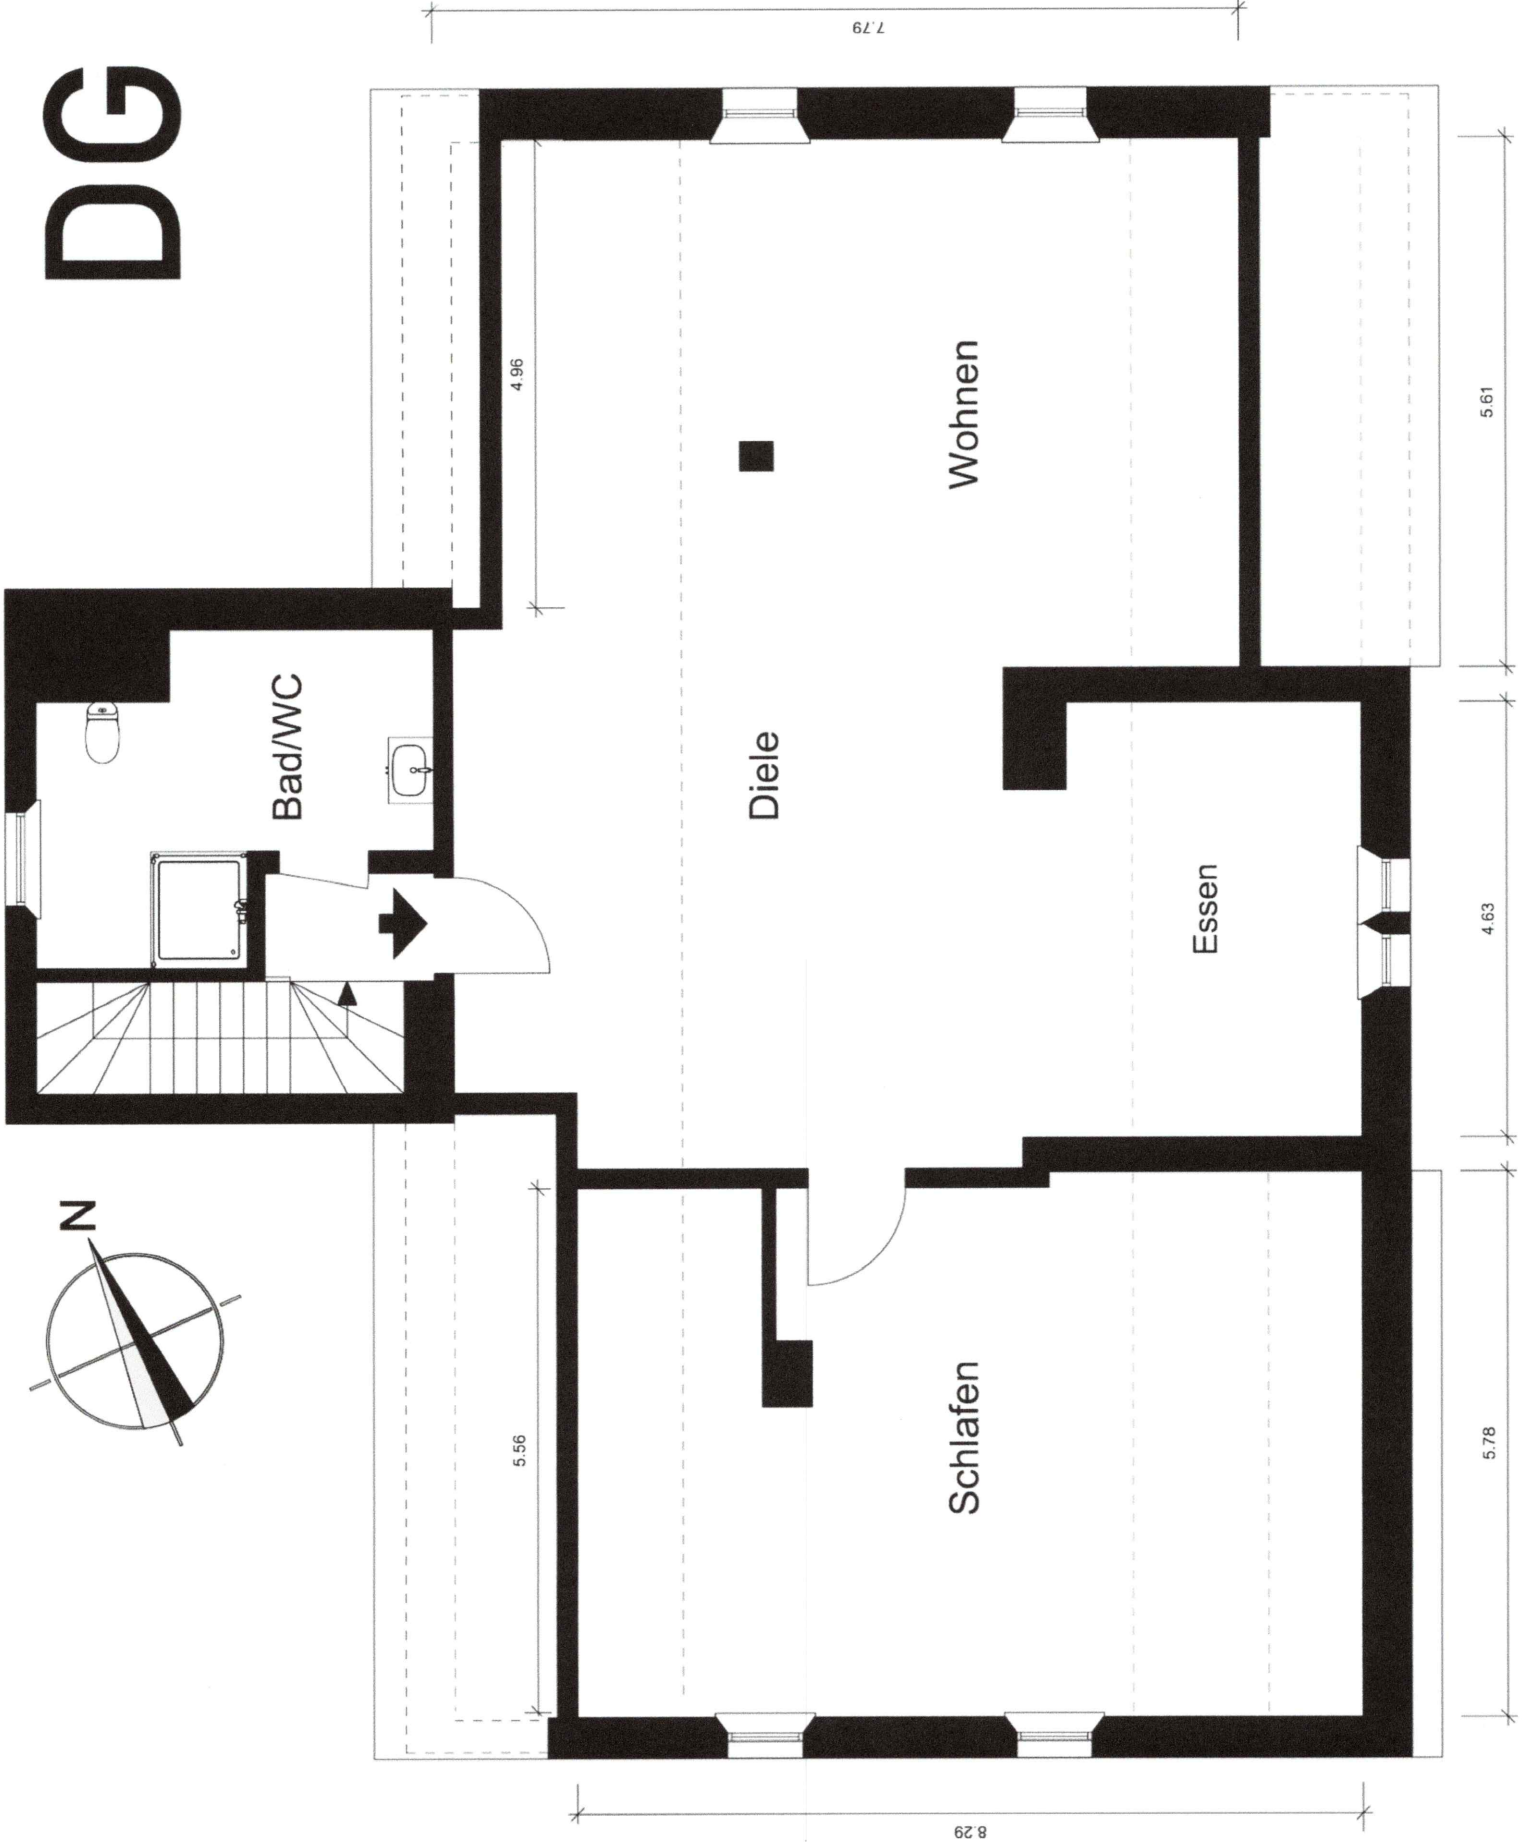 DG
7.79
4.96
5.61
Wohnen
Bad/WC
Diele
Essen
4.63
N
5.56
Schlafen
5.78
8.29